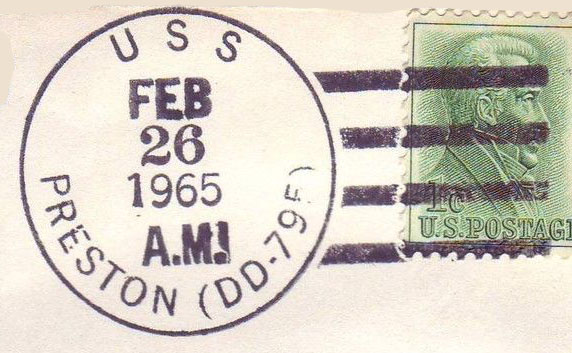 USS
FEB
26
1965
A.M.
PRESTON (DD-795)
1c
U.S.POSTAGE